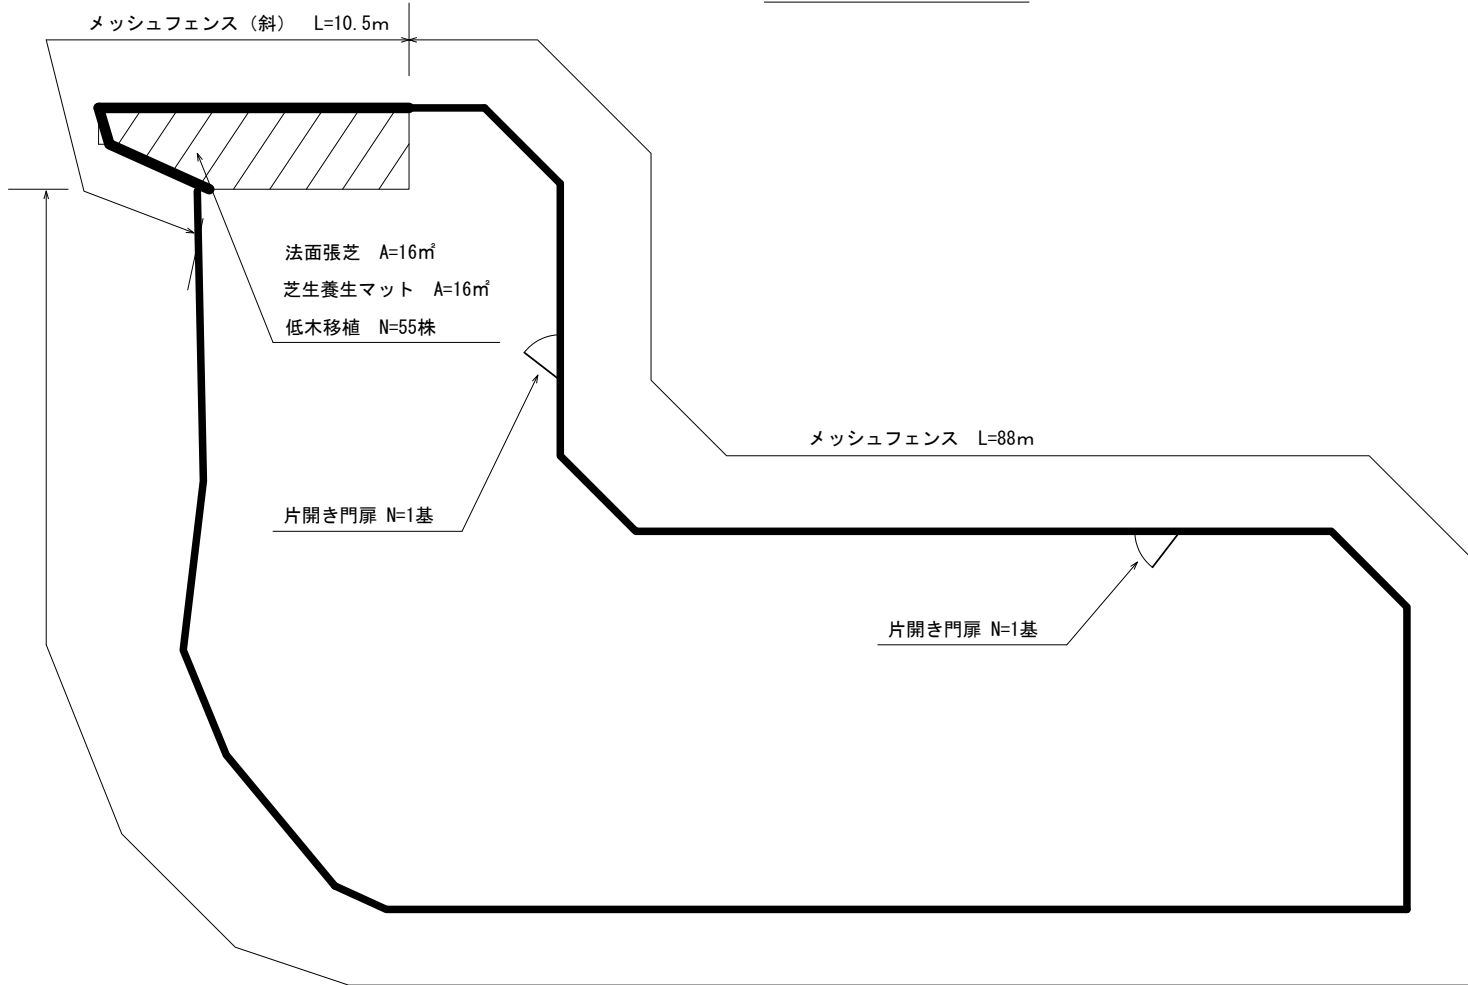 メッシュフェンス（斜） L=10.5m
法面張芝 A=16㎡
芝生養生マット A=16㎡
低木移植 N=55株
メッシュフェンス L=88m
片開き門扉 N=1基
片開き門扉 N=1基